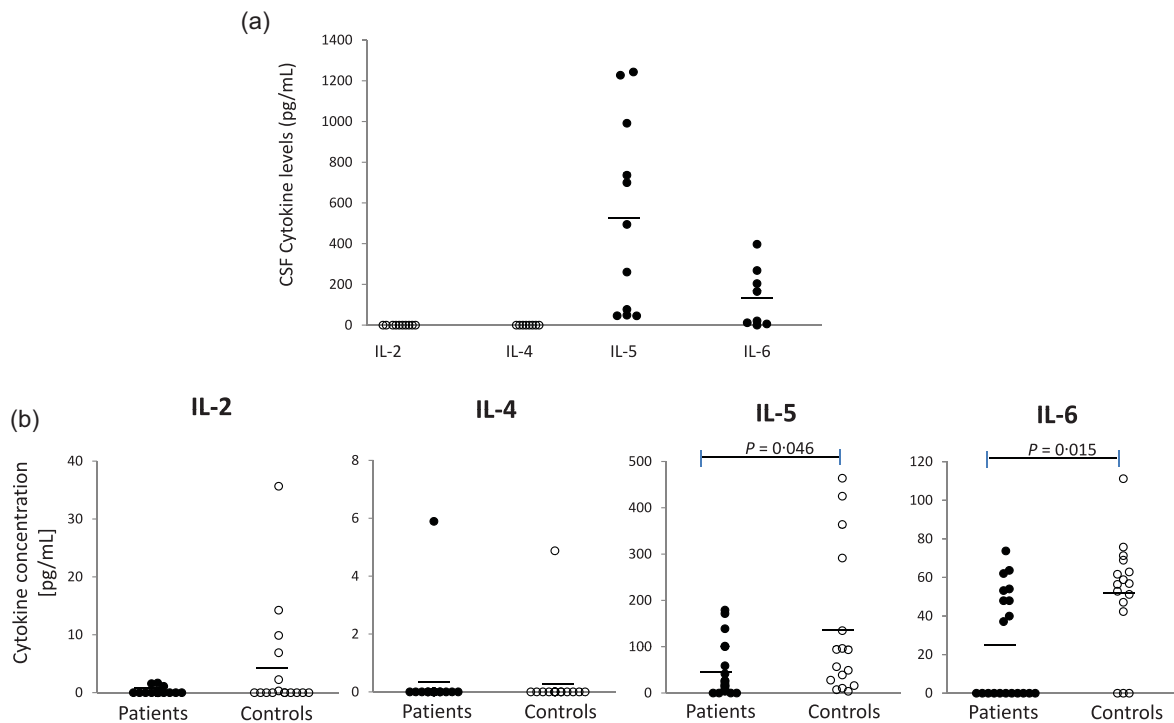 (a)
CSF Cytokine levels (pg/mL)
1400
1200
1000
800
600
400
200
0
IL-2 IL-4 IL-5 IL-6
(b)
IL-2 IL-4 IL-5 IL-6
Cytokine concentration
[pg/mL]
40
30
20
10
0
Patients Controls
8
6
4
2
0
Patients Controls
P = 0·046
500
400
300
200
100
0
Patients Controls
P = 0·015
120
100
80
60
40
20
0
Patients Controls